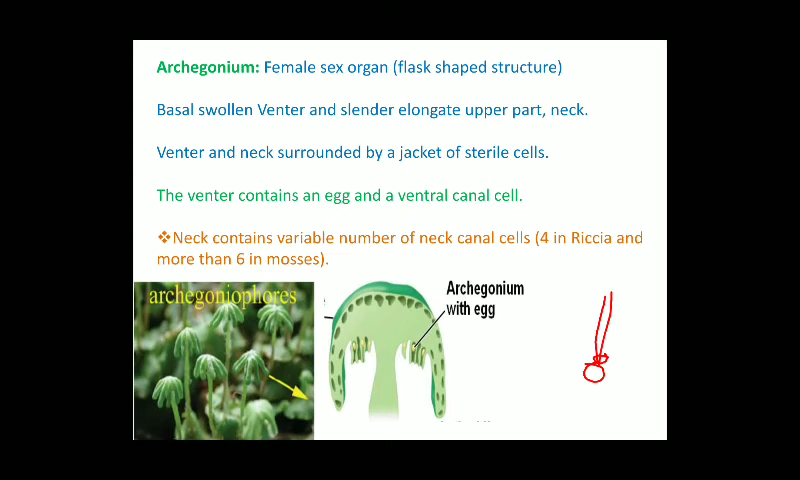 Archegonium: Female sex organ (flask shaped structure)
Basal swollen Venter and slender elongate upper part, neck.
Venter and neck surrounded by a jacket of sterile cells.
The venter contains an egg and a ventral canal cell.
❖Neck contains variable number of neck canal cells (4 in Riccia and
more than 6 in mosses).
archegoniophores
Archegonium
with egg